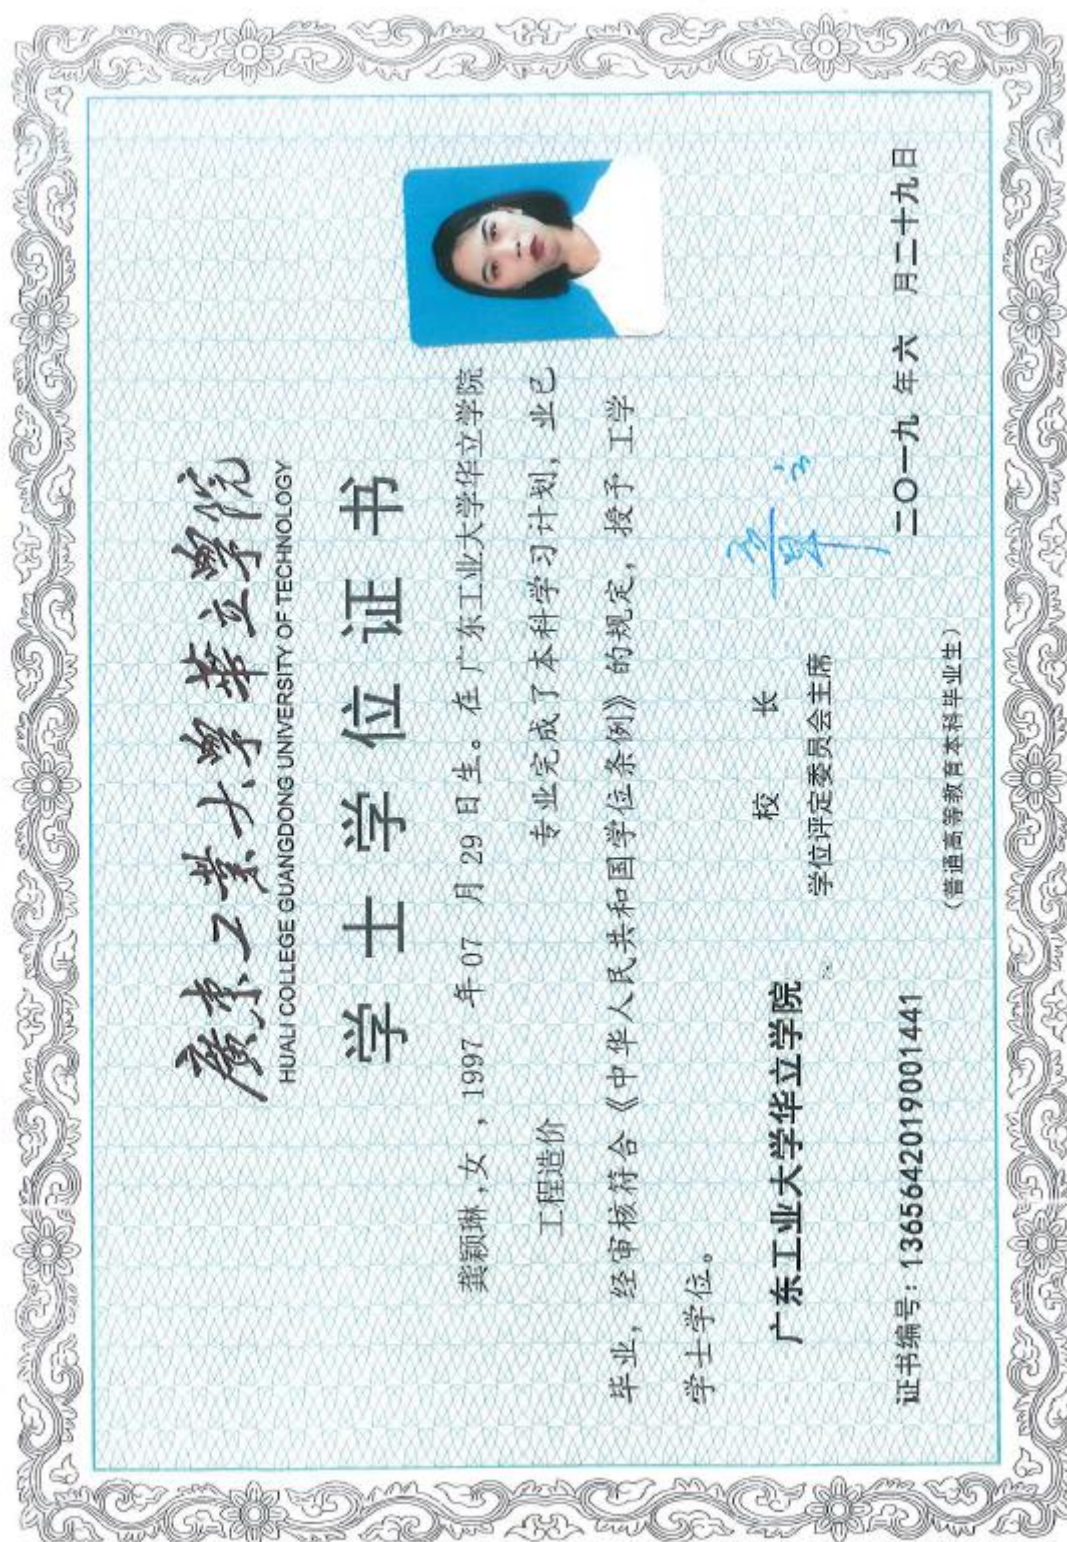 廣東工業大學華立學院
HUALI COLLEGE GUANGDONG UNIVERSITY OF TECHNOLOGY
学士学位证书
龚颖琳,女,1997 年 07 月 29 日生。在广东工业大学华立学院
工程造价 专业完成了本科学习计划,业已
毕业,经审核符合《中华人民共和国学位条例》的规定,授予 工学
学士学位。
广东工业大学华立学院
校 长
学位评定委员会主席
证书编号:1365642019001441
二〇一九 年六 月二十九日
(普通高等教育本科毕业生)